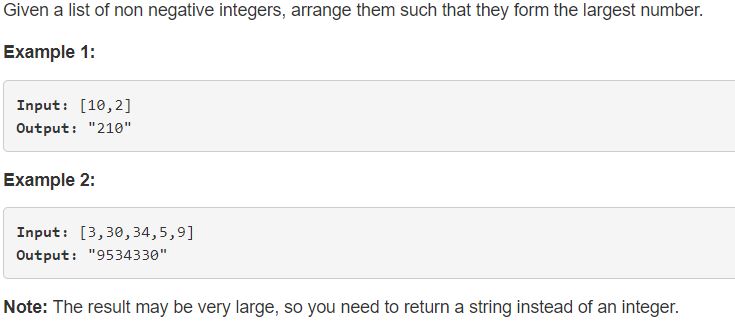 Given a list of non negative integers, arrange them such that they form the largest number.
Example 1:
Input: [10,2]
Output: "210"
Example 2:
Input: [3,30,34,5,9]
Output: "9534330"
Note: The result may be very large, so you need to return a string instead of an integer.